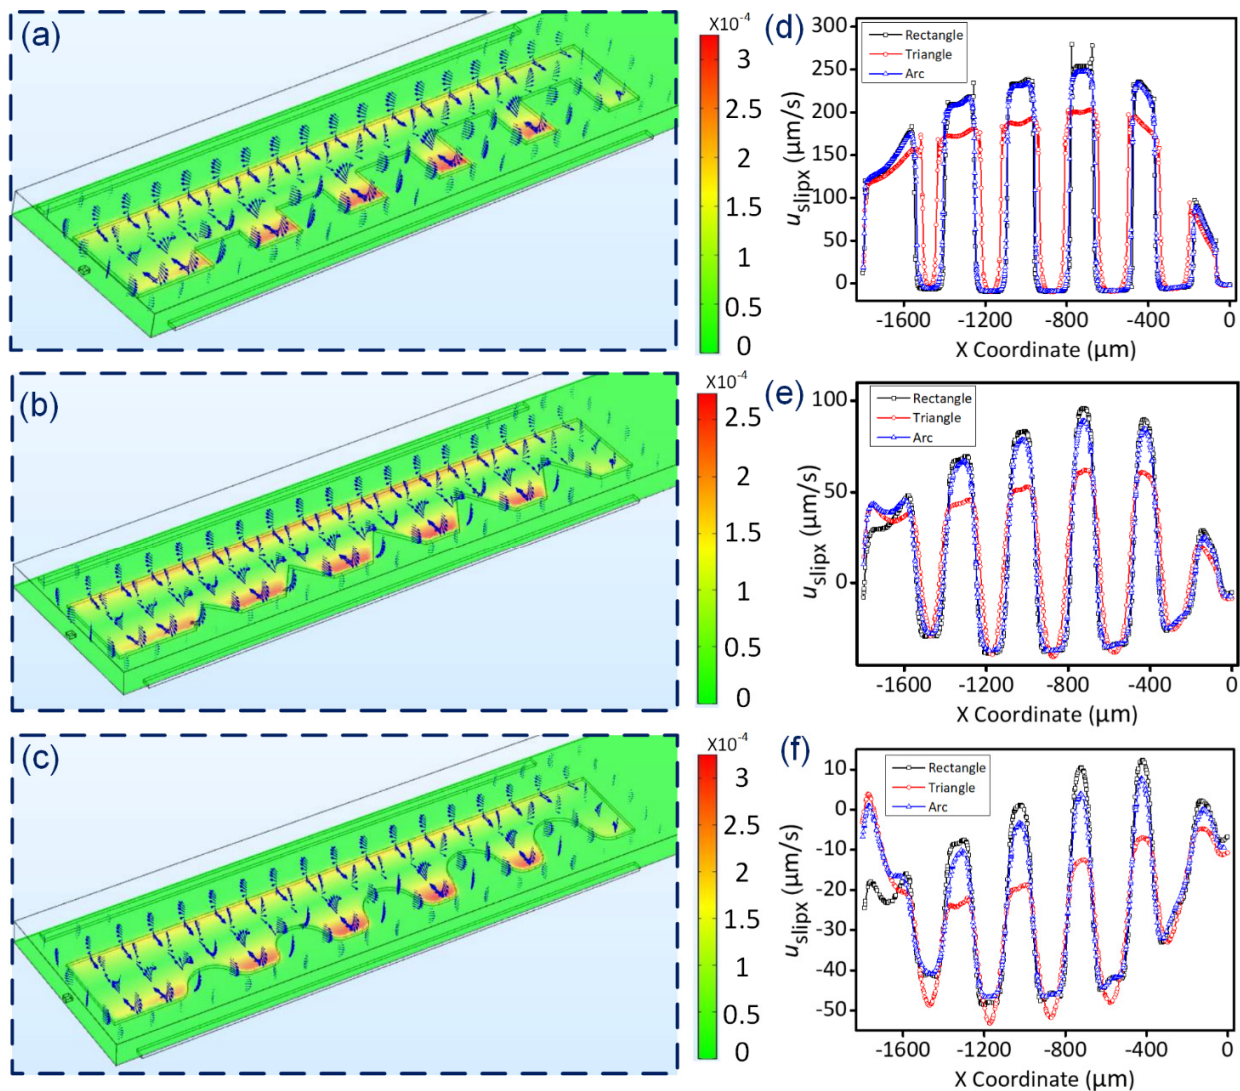 (a)
X10⁻⁴
3
2.5
2
1.5
1
0.5
0
(d)
300
250
200
150
100
50
0
u_slipx (μm/s)
Rectangle
Triangle
Arc
-1600
-1200
-800
-400
0
X Coordinate (μm)
(b)
X10⁻⁴
2.5
2
1.5
1
0.5
0
(e)
100
50
0
u_slipx (μm/s)
Rectangle
Triangle
Arc
-1600
-1200
-800
-400
0
X Coordinate (μm)
(c)
X10⁻⁴
3
2.5
2
1.5
1
0.5
0
(f)
10
0
-10
-20
-30
-40
-50
u_slipx (μm/s)
Rectangle
Triangle
Arc
-1600
-1200
-800
-400
0
X Coordinate (μm)